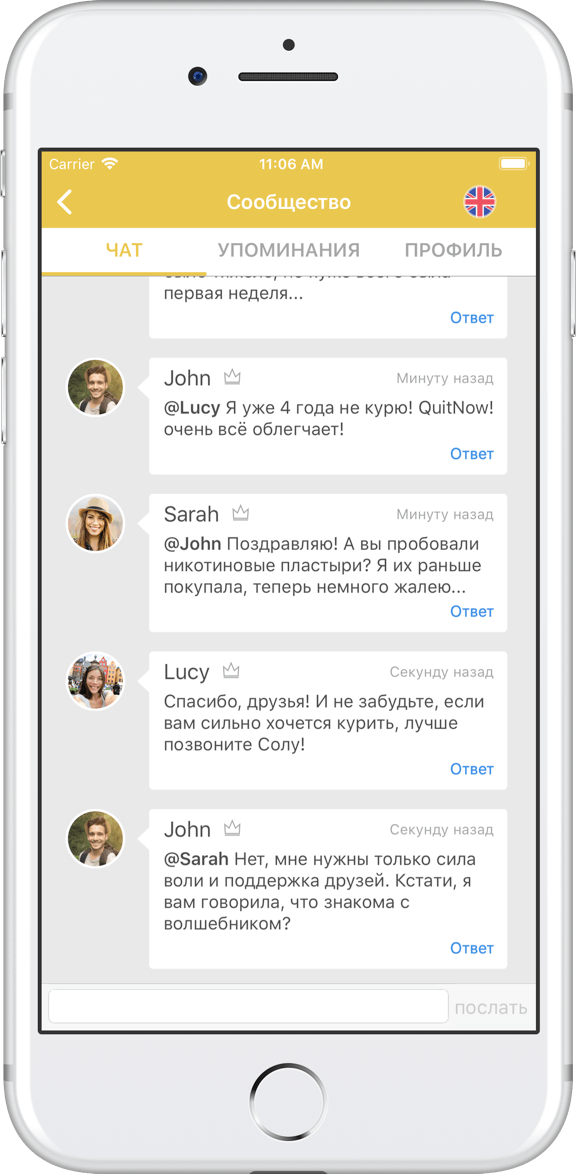 Carrier
11:06 AM
Сообщество
ЧАТ
УПОМИНАНИЯ
ПРОФИЛЬ
первая неделя...
Ответ
John
Минуту назад
@Lucy Я уже 4 года не курю! QuitNow!
очень всё облегчает!
Ответ
Sarah
Минуту назад
@John Поздравляю! А вы пробовали
никотиновые пластыри? Я их раньше
покупала, теперь немного жалею...
Ответ
Lucy
Секунду назад
Спасибо, друзья! И не забудьте, если
вам сильно хочется курить, лучше
позвоните Солу!
Ответ
John
Секунду назад
@Sarah Нет, мне нужны только сила
воли и поддержка друзей. Кстати, я
вам говорила, что знакома с
волшебником?
Ответ
послать